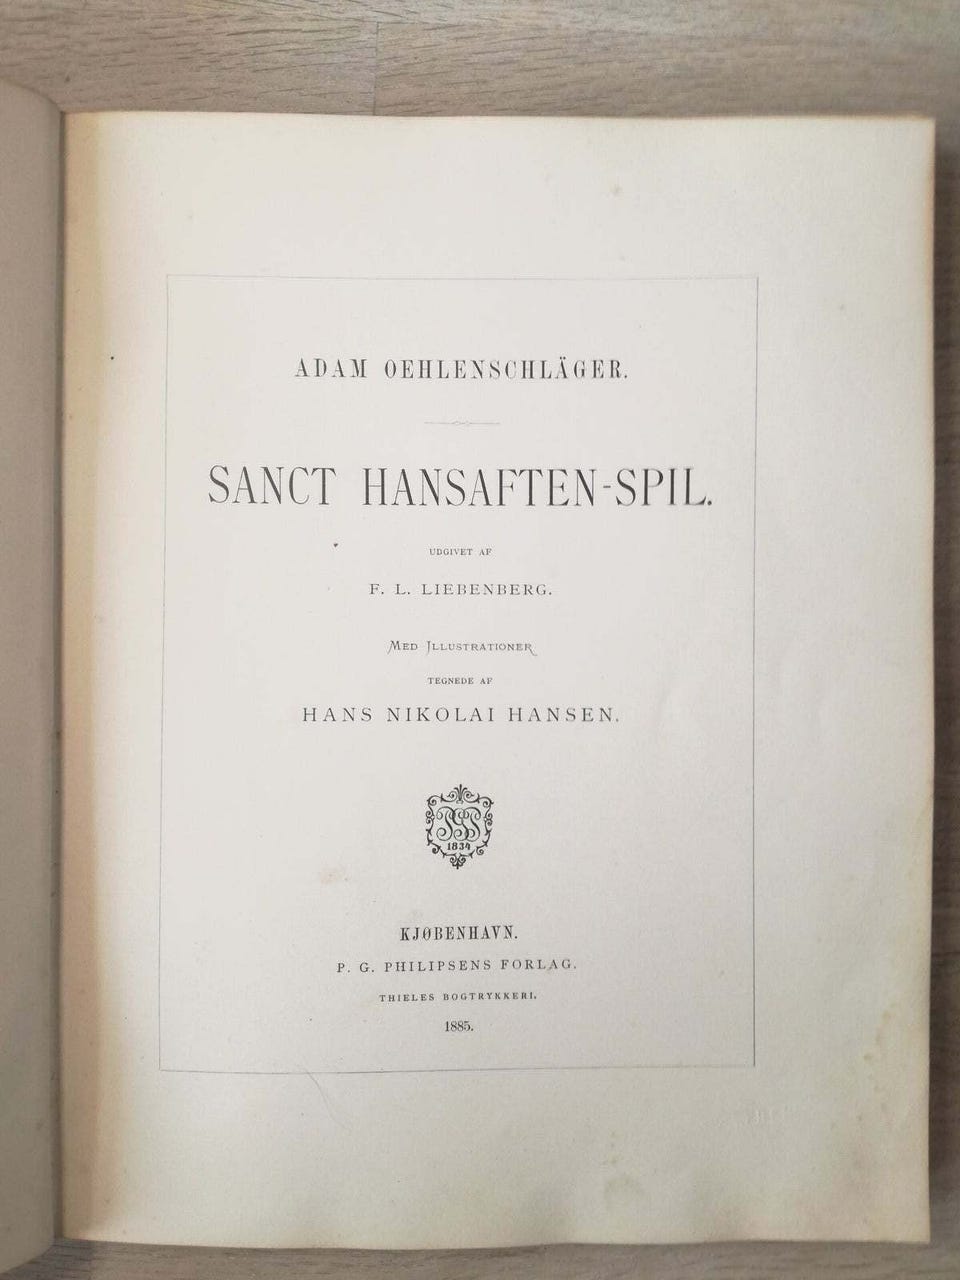 ADAM OEHLENSCHLÄGER.
SANCT HANSAFTEN-SPIL.
UDGIVET AF
F. L. LIEBENBERG.
MED ILLUSTRATIONER
TEGNEDE AF
HANS NIKOLAI HANSEN.
1834
KJØBENHAVN.
P. G. PHILIPSENS FORLAG.
THIELES BOGTRYKKERI.
1885.